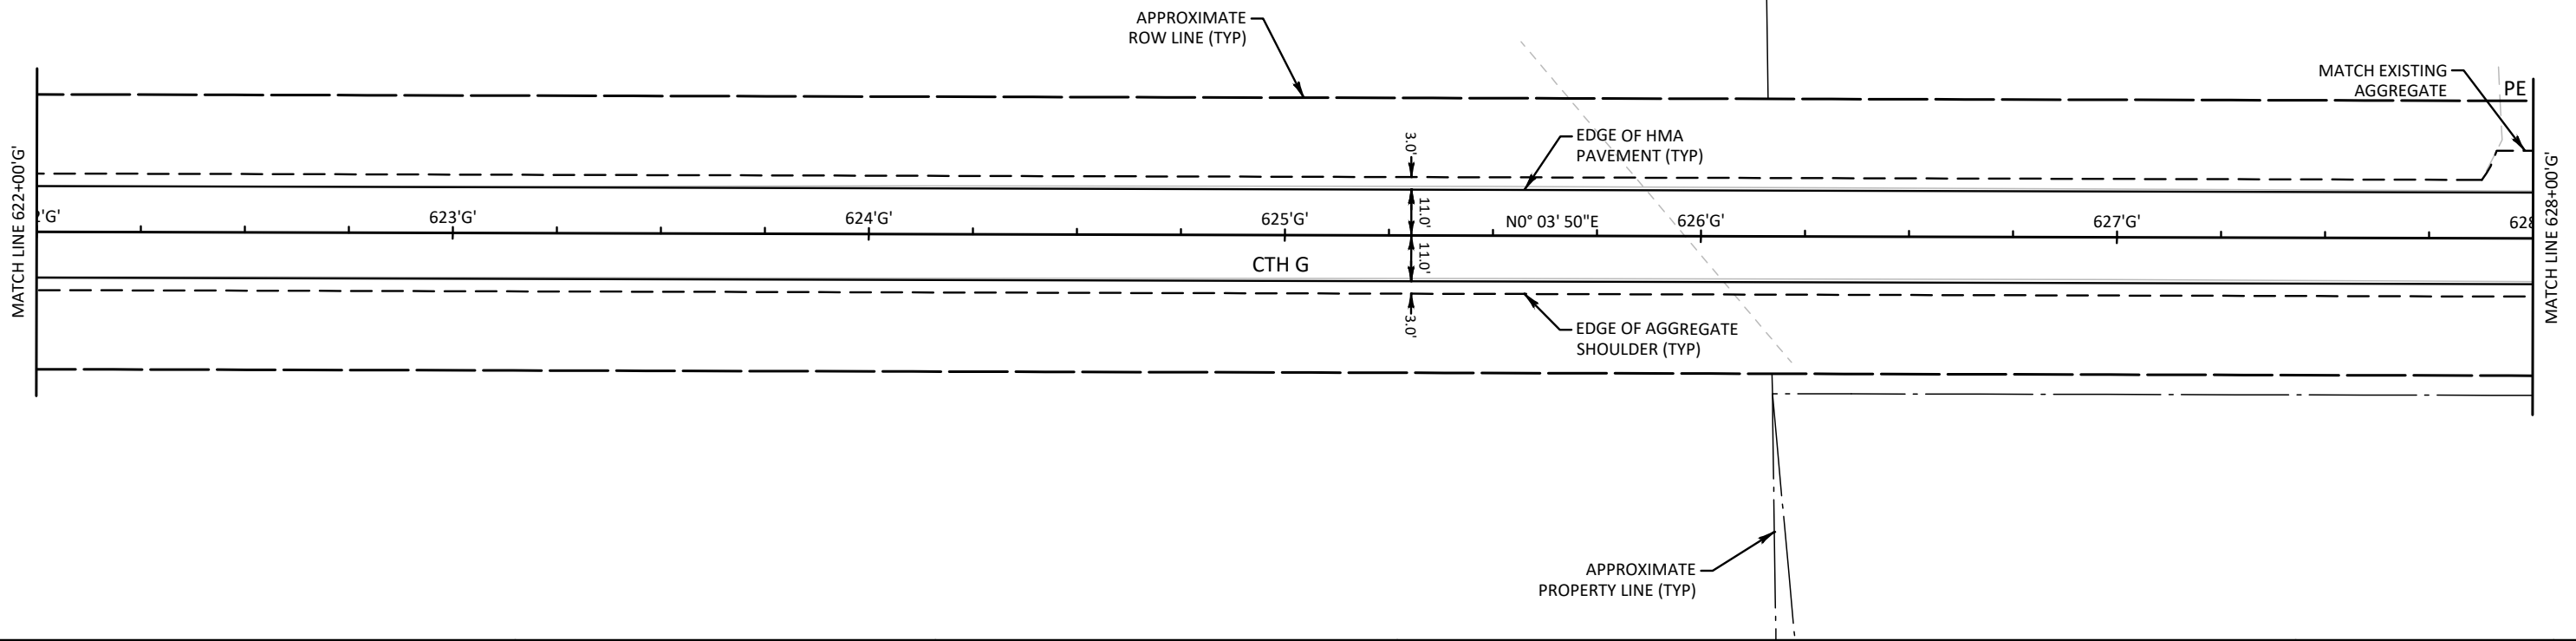 APPROXIMATE
ROW LINE (TYP)
MATCH EXISTING
AGGREGATE
PE
EDGE OF HMA
PAVEMENT (TYP)
3.0'
MATCH LINE 622+00'G'
'G'
623'G'
624'G'
625'G'
11.0'
N0° 03' 50"E
626'G'
627'G'
628
MATCH LINE 628+00'G'
CTH G
11.0'
3.0'
EDGE OF AGGREGATE
SHOULDER (TYP)
APPROXIMATE
PROPERTY LINE (TYP)